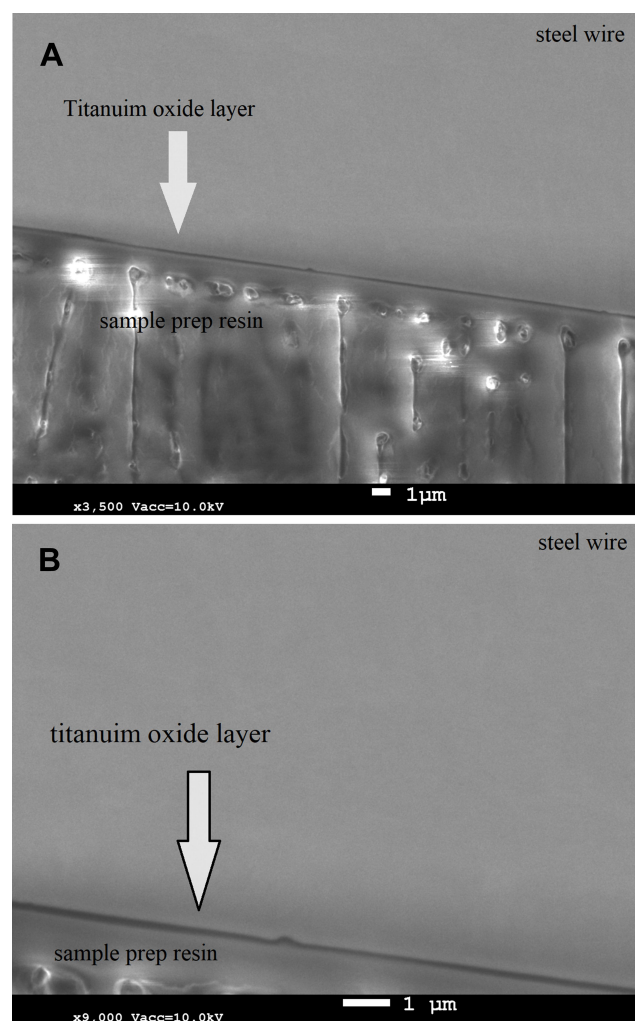 A
steel wire
Titanuim oxide layer
sample prep resin
x3,500 Vacc=10.0kV 1μm
B
steel wire
titanuim oxide layer
sample prep resin
x9,000 Vacc=10.0kV 1 μm